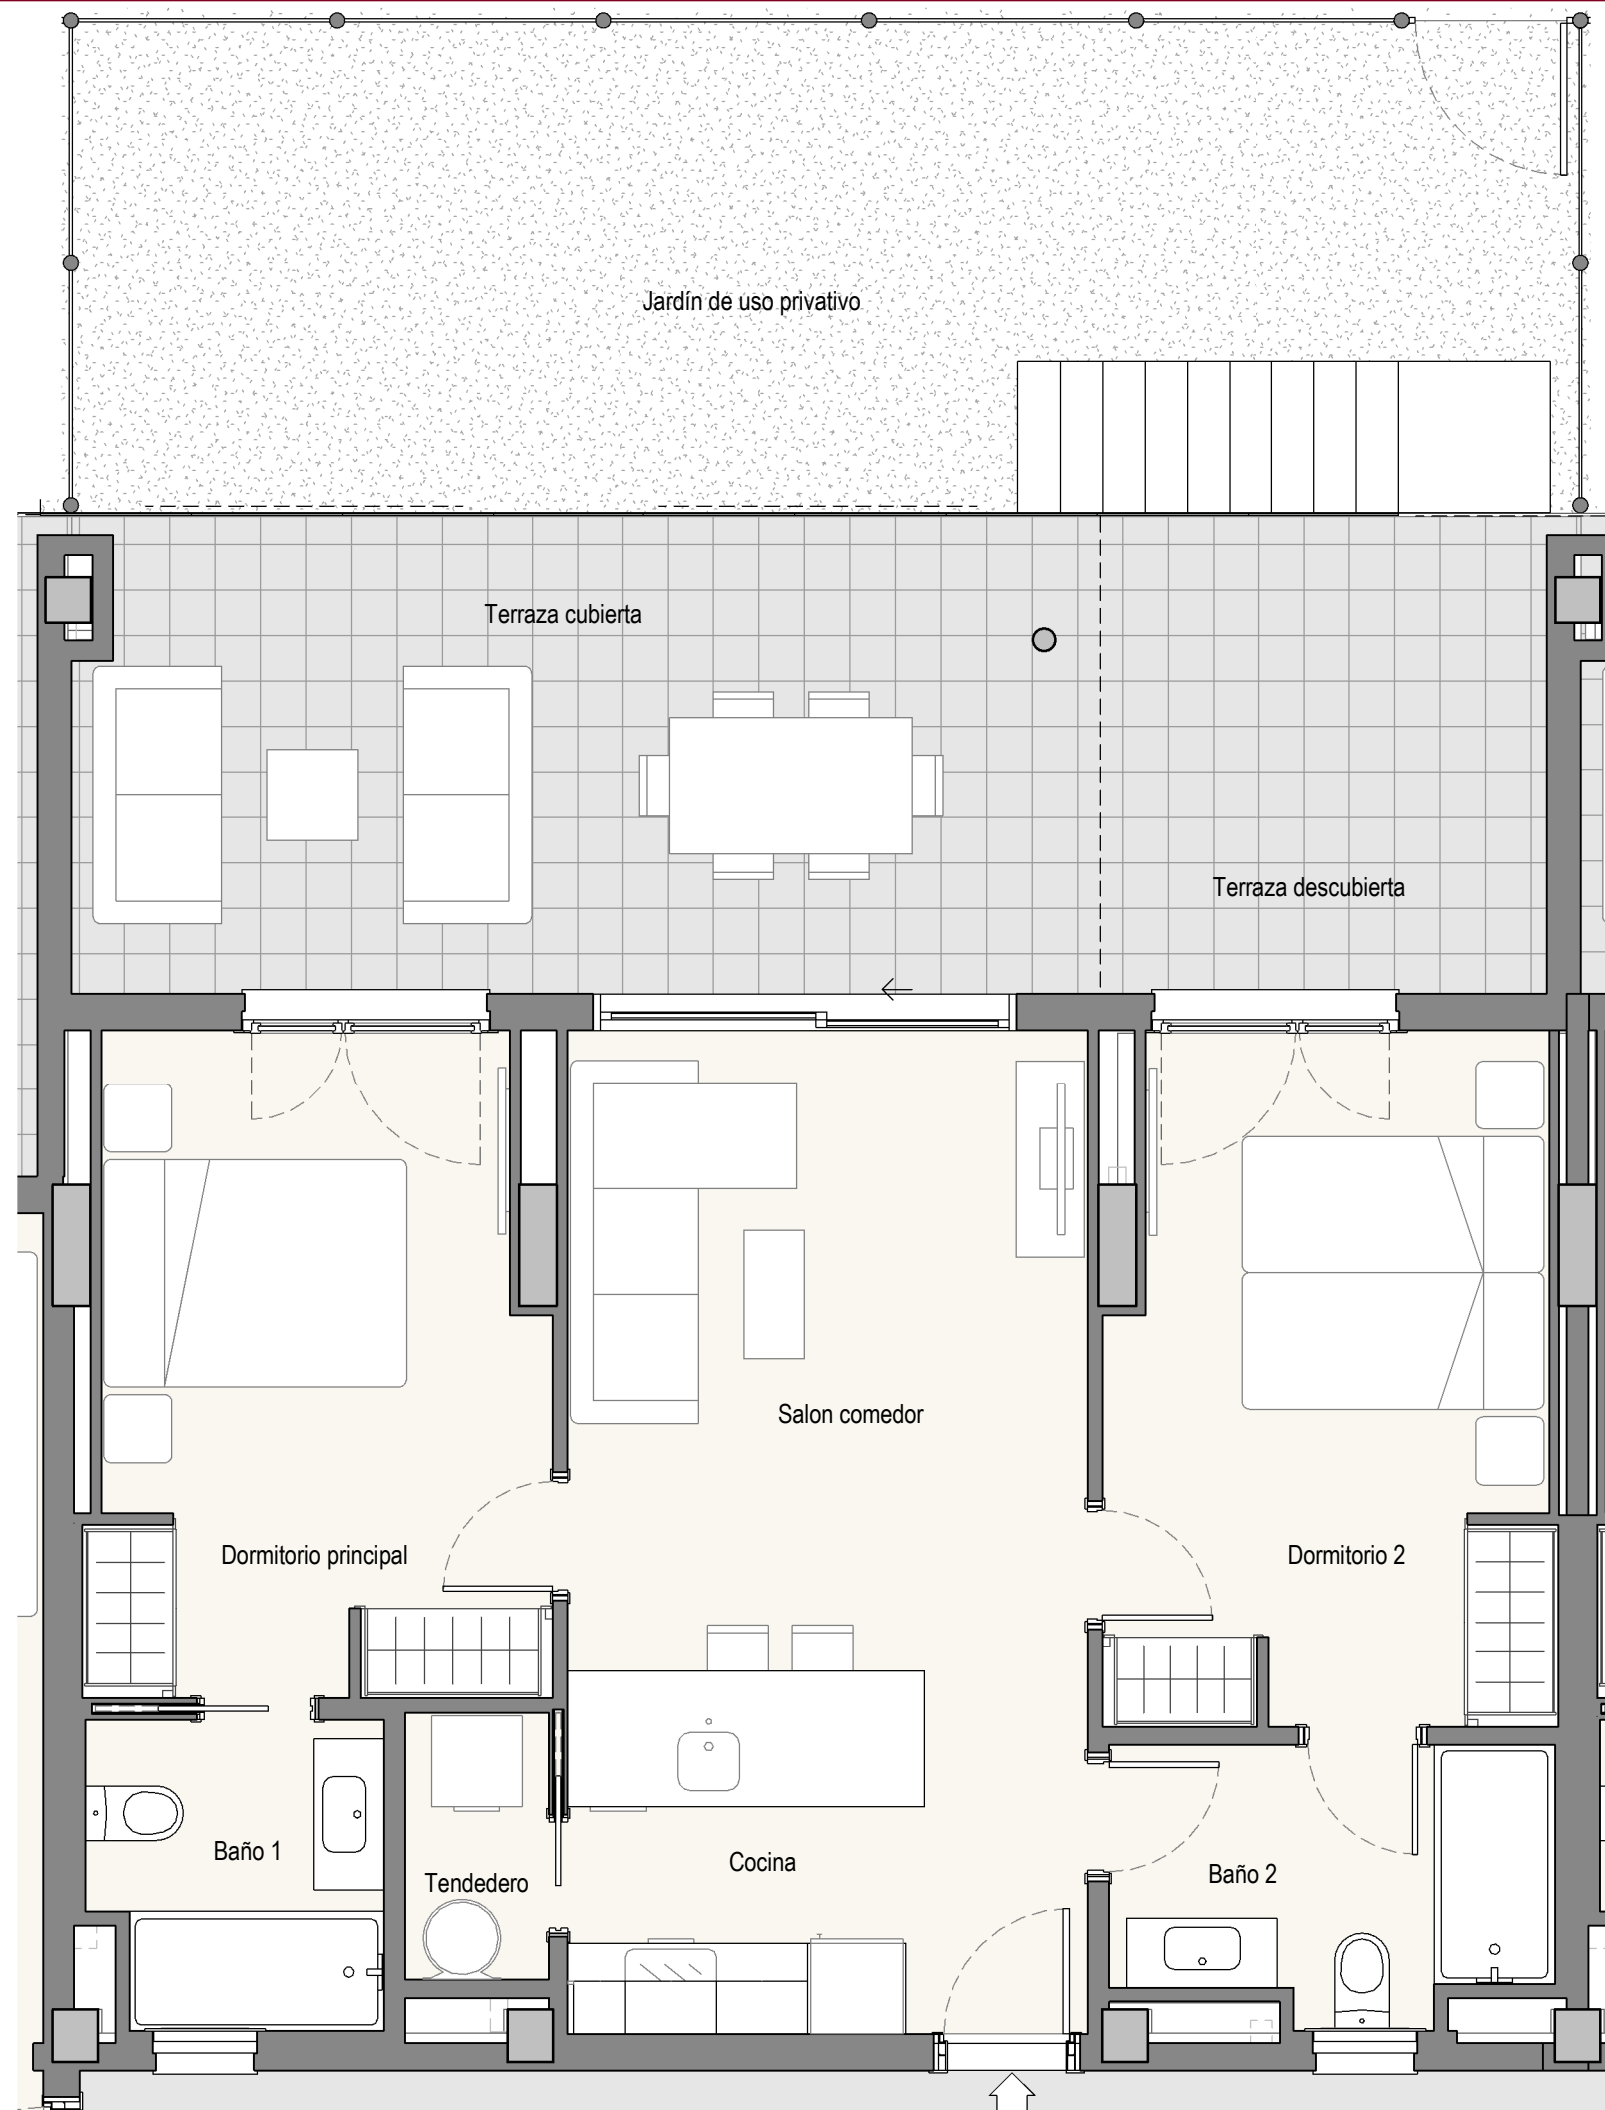 Jardín de uso privativo
Terraza cubierta
Terraza descubierta
Salon comedor
Dormitorio principal
Dormitorio 2
Baño 1
Cocina
Baño 2
Tendedero